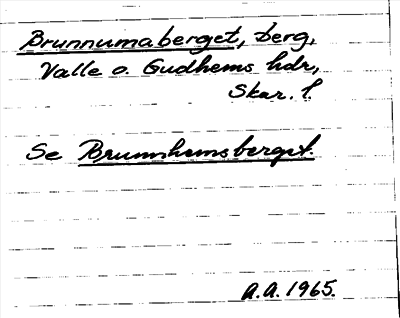 Brunnumaberget, berg,
Valle o. Gudhems hdr,
Skar. l.
Se Brunnhemsberget.
A.A. 1965.